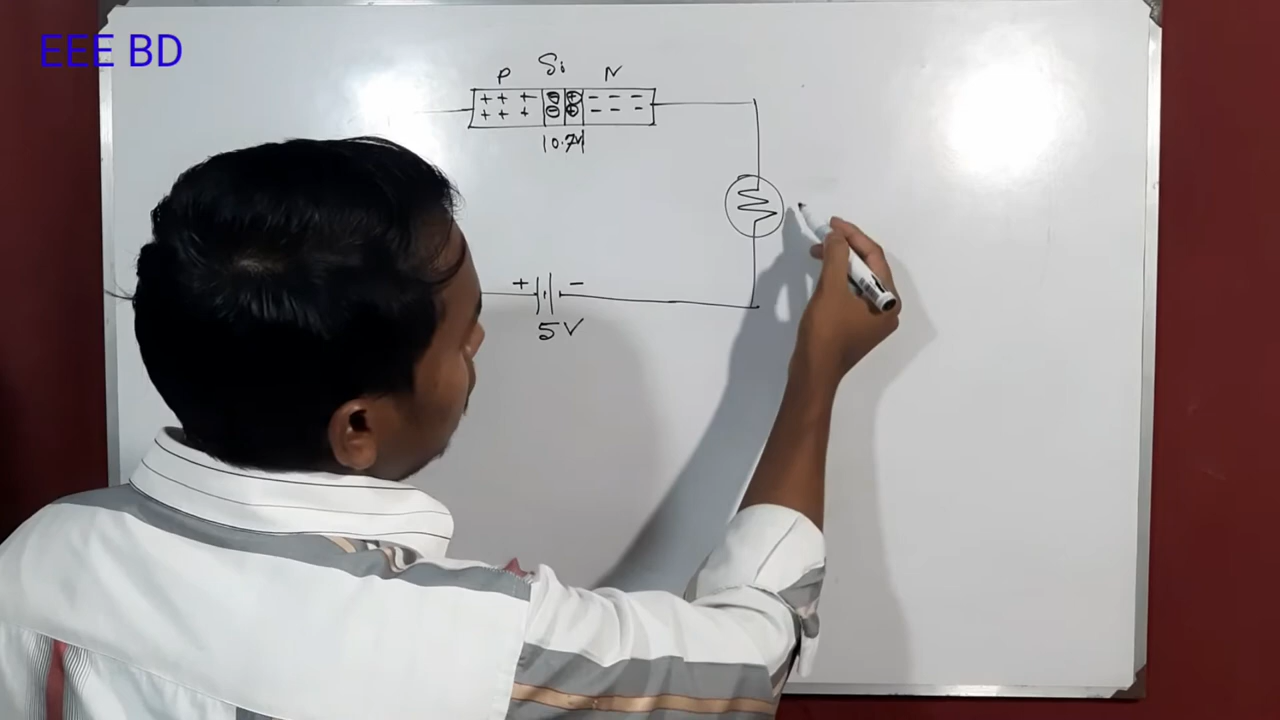 EEE BD
Si
P N
+ + + ⊖ ⊕ - - -
+ + + ⊖ ⊕ - - -
0.7V
+ -
5V